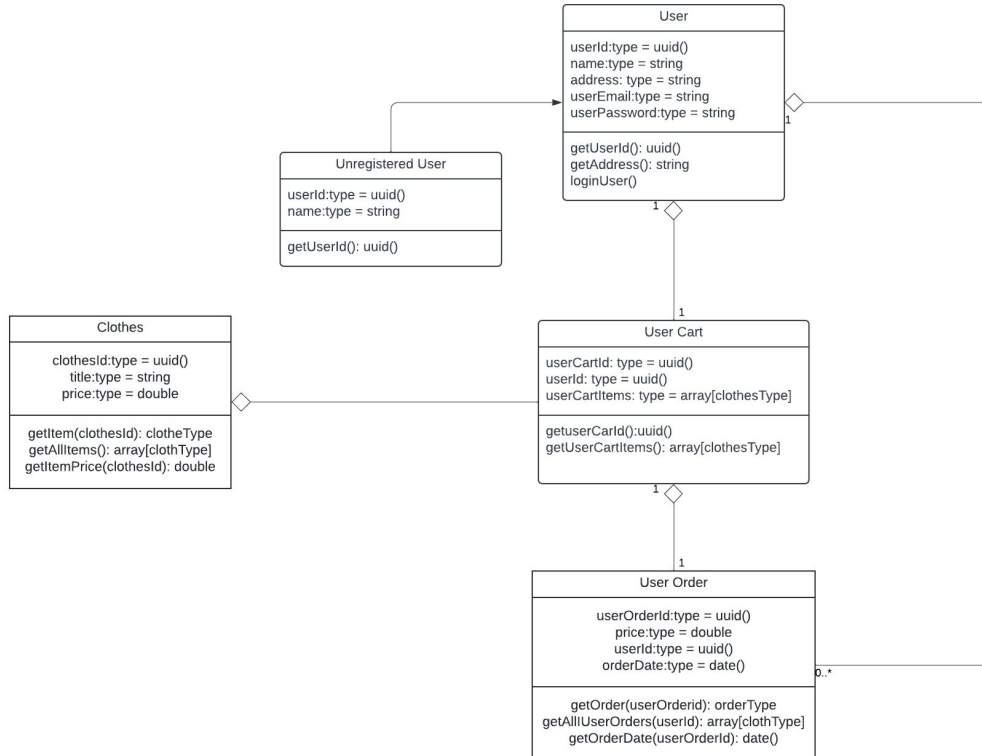 User
userId:type = uuid()
name:type = string
address: type = string
userEmail:type = string
userPassword:type = string
1
getUserId(): uuid()
getAddress(): string
loginUser()
1
Unregistered User
userId:type = uuid()
name:type = string
getUserId(): uuid()
1
Clothes
clothesId:type = uuid()
title:type = string
price:type = double
getItem(clothesId): clotheType
getAllItems(): array[clothType]
getItemPrice(clothesId): double
User Cart
userCartId: type = uuid()
userId: type = uuid()
userCartItems: type = array[clothesType]
getuserCarId():uuid()
getUserCartItems(): array[clothesType]
1
1
User Order
userOrderId:type = uuid()
price:type = double
userId:type = uuid()
orderDate:type = date()
0..*
getOrder(userOrderid): orderType
getAllIUserOrders(userId): array[clothType]
getOrderDate(userOrderId): date()